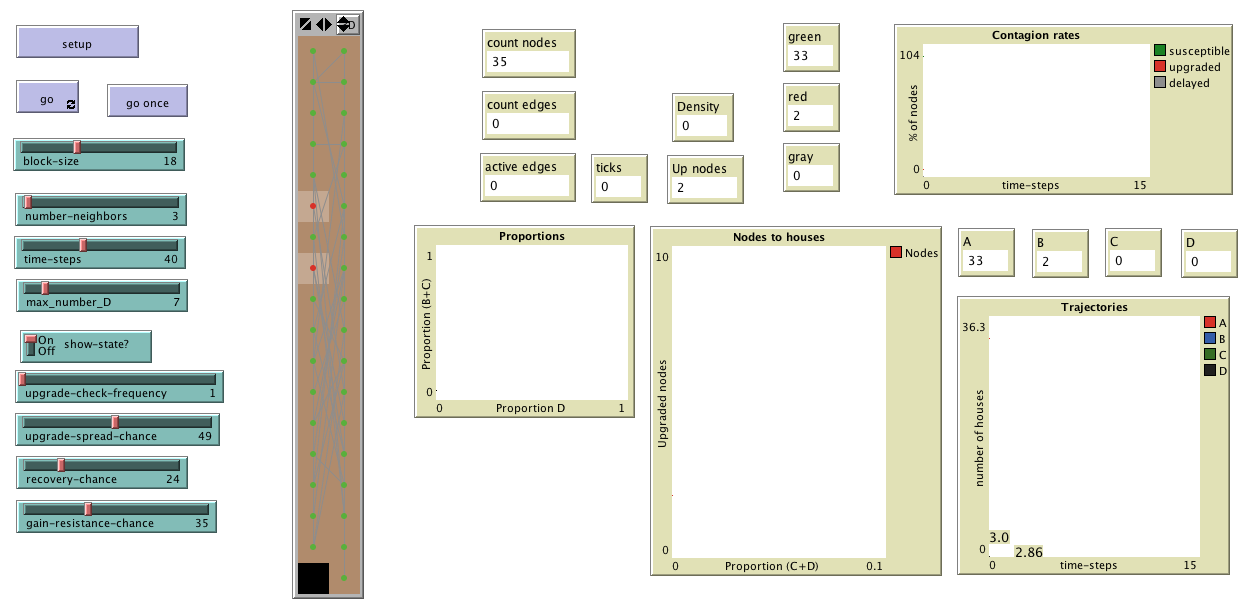 setup
go
go once
block-size 18
number-neighbors 3
time-steps 40
max_number_D 7
On
Off
show-state?
upgrade-check-frequency 1
upgrade-spread-chance 49
recovery-chance 24
gain-resistance-chance 35
D
count nodes
35
count edges
0
active edges
0
ticks
0
Density
0
Up nodes
2
green
33
red
2
gray
0
Contagion rates
104
% of nodes
0
0 time-steps 15
susceptible
upgraded
delayed
Proportions
1
Proportion (B+C)
0
0 Proportion D 1
Nodes to houses
10
Upgraded nodes
0
0 Proportion (C+D) 0.1
Nodes
A
33
B
2
C
0
D
0
Trajectories
36.3
number of houses
0
3.0
2.86
0 time-steps 15
A
B
C
D